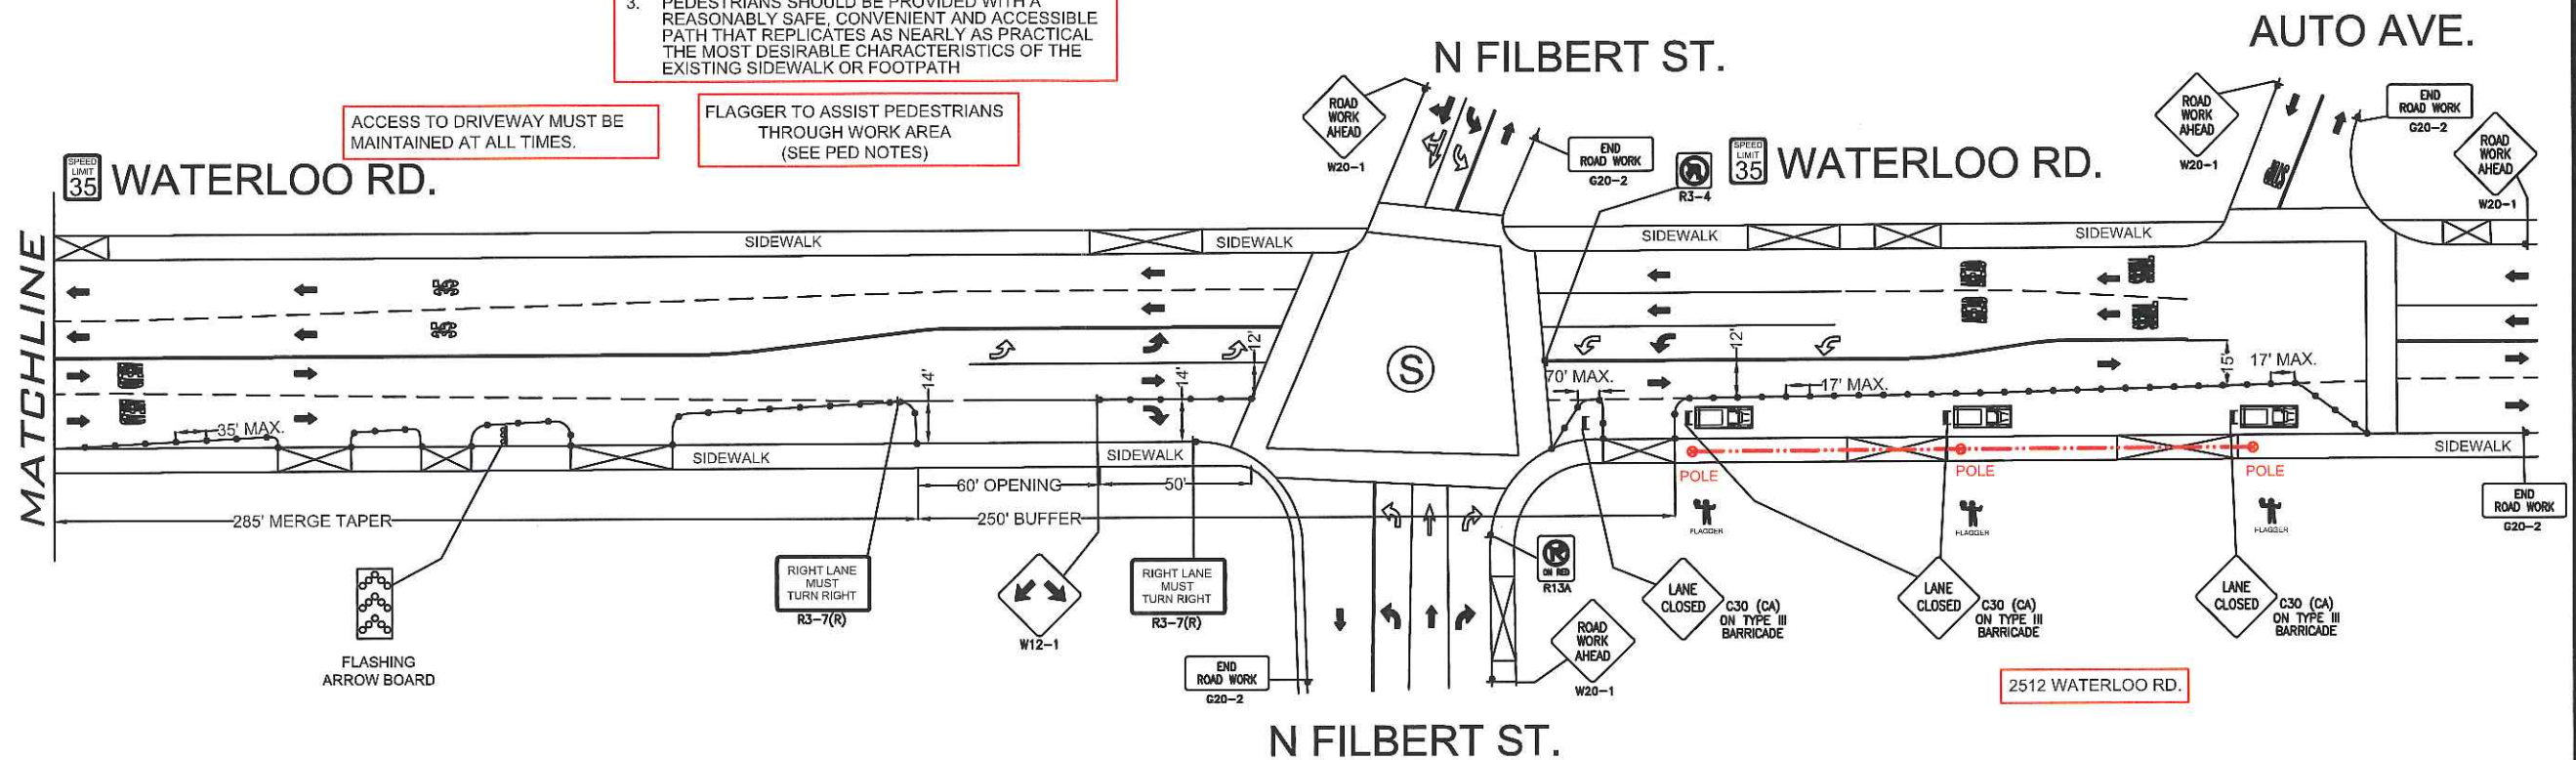 3. PEDESTRIANS SHOULD BE PROVIDED WITH A
REASONABLY SAFE, CONVENIENT AND ACCESSIBLE
PATH THAT REPLICATES AS NEARLY AS PRACTICAL
THE MOST DESIRABLE CHARACTERISTICS OF THE
EXISTING SIDEWALK OR FOOTPATH
ACCESS TO DRIVEWAY MUST BE
MAINTAINED AT ALL TIMES.
FLAGGER TO ASSIST PEDESTRIANS
THROUGH WORK AREA
(SEE PED NOTES)
N FILBERT ST.
AUTO AVE.
SPEED
LIMIT
35
WATERLOO RD.
ROAD
WORK
AHEAD
W20-1
END
ROAD WORK
G20-2
R3-4
SPEED
LIMIT
35
WATERLOO RD.
ROAD
WORK
AHEAD
W20-1
END
ROAD WORK
G20-2
ROAD
WORK
AHEAD
W20-1
MATCHLINE
SIDEWALK
SIDEWALK
SIDEWALK
SIDEWALK
12'
14'
14'
S
12'
15'
70' MAX.
17' MAX.
17' MAX.
35' MAX.
SIDEWALK
SIDEWALK
SIDEWALK
POLE
POLE
POLE
60' OPENING
50'
285' MERGE TAPER
250' BUFFER
FLAGGER
FLAGGER
FLAGGER
END
ROAD WORK
G20-2
FLASHING
ARROW BOARD
RIGHT LANE
MUST
TURN RIGHT
R3-7(R)
W12-1
RIGHT LANE
MUST
TURN RIGHT
R3-7(R)
END
ROAD WORK
G20-2
R
ON RED
R13A
ROAD
WORK
AHEAD
W20-1
LANE
CLOSED
C30 (CA)
ON TYPE III
BARRICADE
LANE
CLOSED
C30 (CA)
ON TYPE III
BARRICADE
LANE
CLOSED
C30 (CA)
ON TYPE III
BARRICADE
2512 WATERLOO RD.
N FILBERT ST.